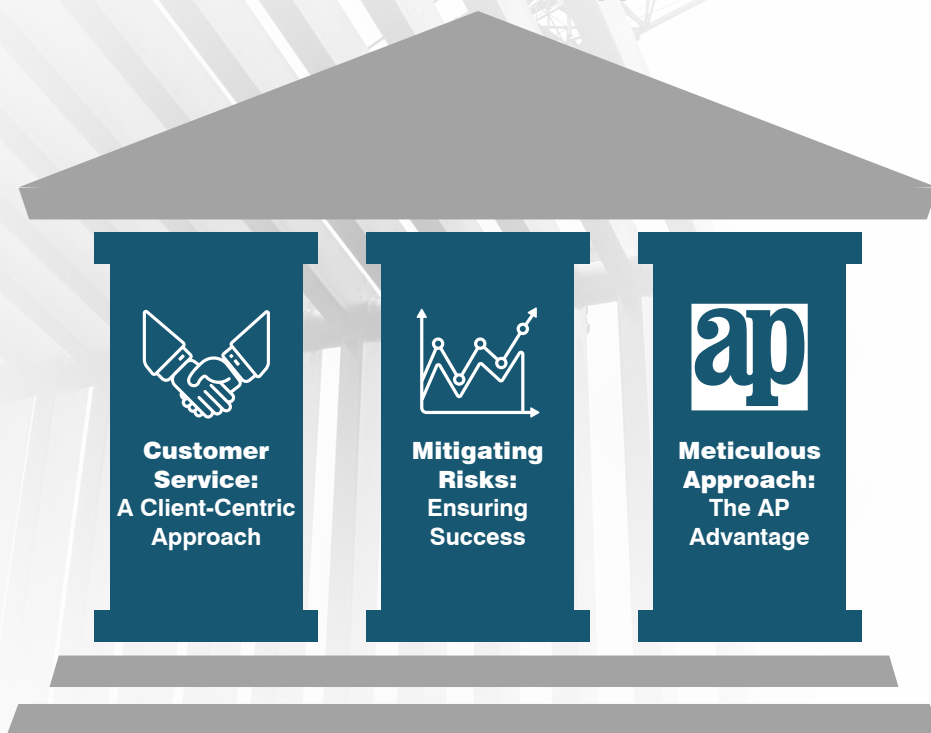 Customer
Service:
A Client-Centric
Approach
Mitigating
Risks:
Ensuring
Success
ap
Meticulous
Approach:
The AP
Advantage